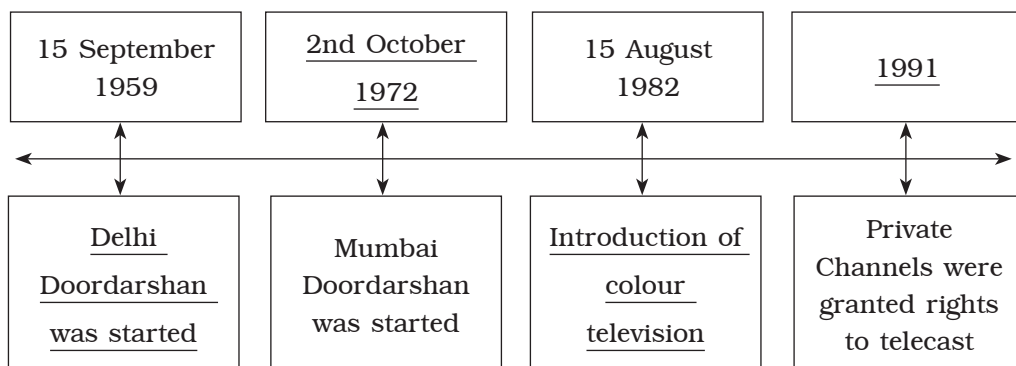 15 September
1959
2nd October
1972
15 August
1982
1991
Delhi
Doordarshan
was started
Mumbai
Doordarshan
was started
Introduction of
colour
television
Private
Channels were
granted rights
to telecast